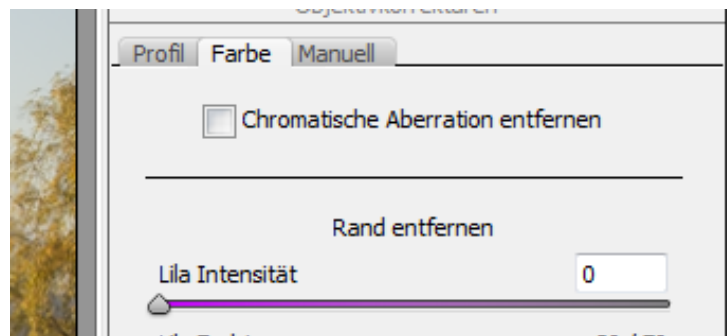 Profil Farbe Manuell
Chromatische Aberration entfernen
Rand entfernen
Lila Intensität 0